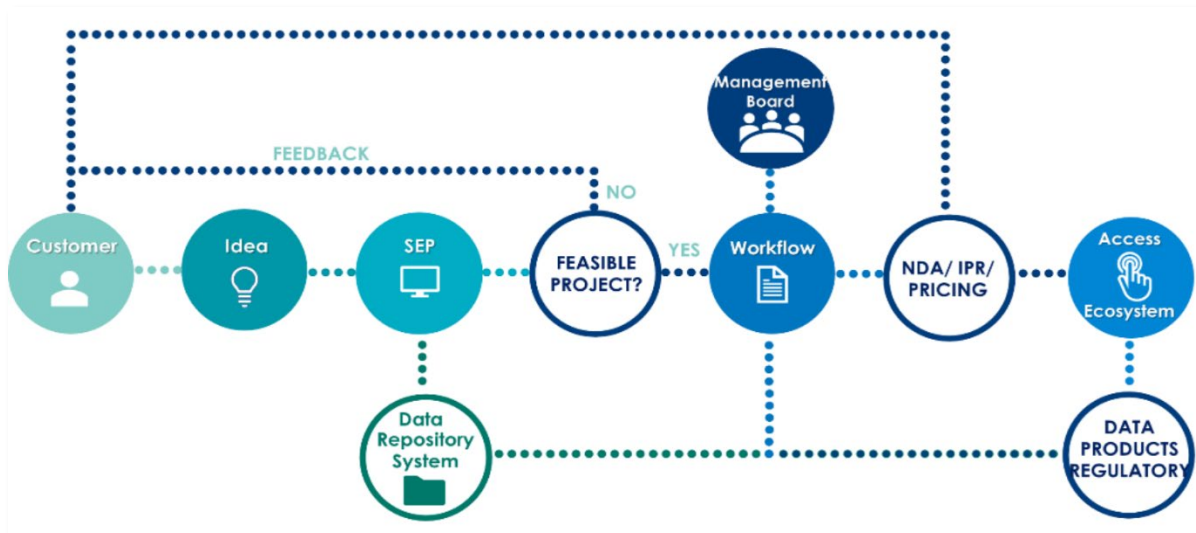 Management
Board
FEEDBACK
NO
Customer
Idea
SEP
FEASIBLE
PROJECT?
YES
Workflow
NDA/ IPR/
PRICING
Access
Ecosystem
Data
Repository
System
DATA
PRODUCTS
REGULATORY